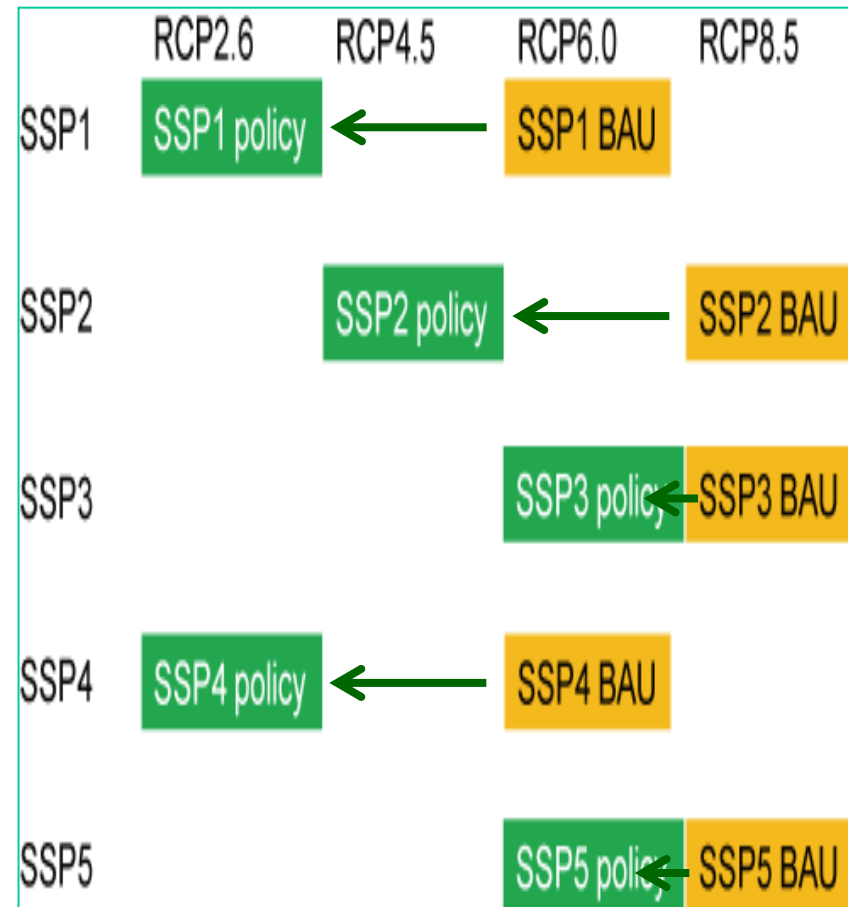 RCP2.6 RCP4.5 RCP6.0 RCP8.5
SSP1 SSP1 policy SSP1 BAU
SSP2 SSP2 policy SSP2 BAU
SSP3 SSP3 policy SSP3 BAU
SSP4 SSP4 policy SSP4 BAU
SSP5 SSP5 policy SSP5 BAU